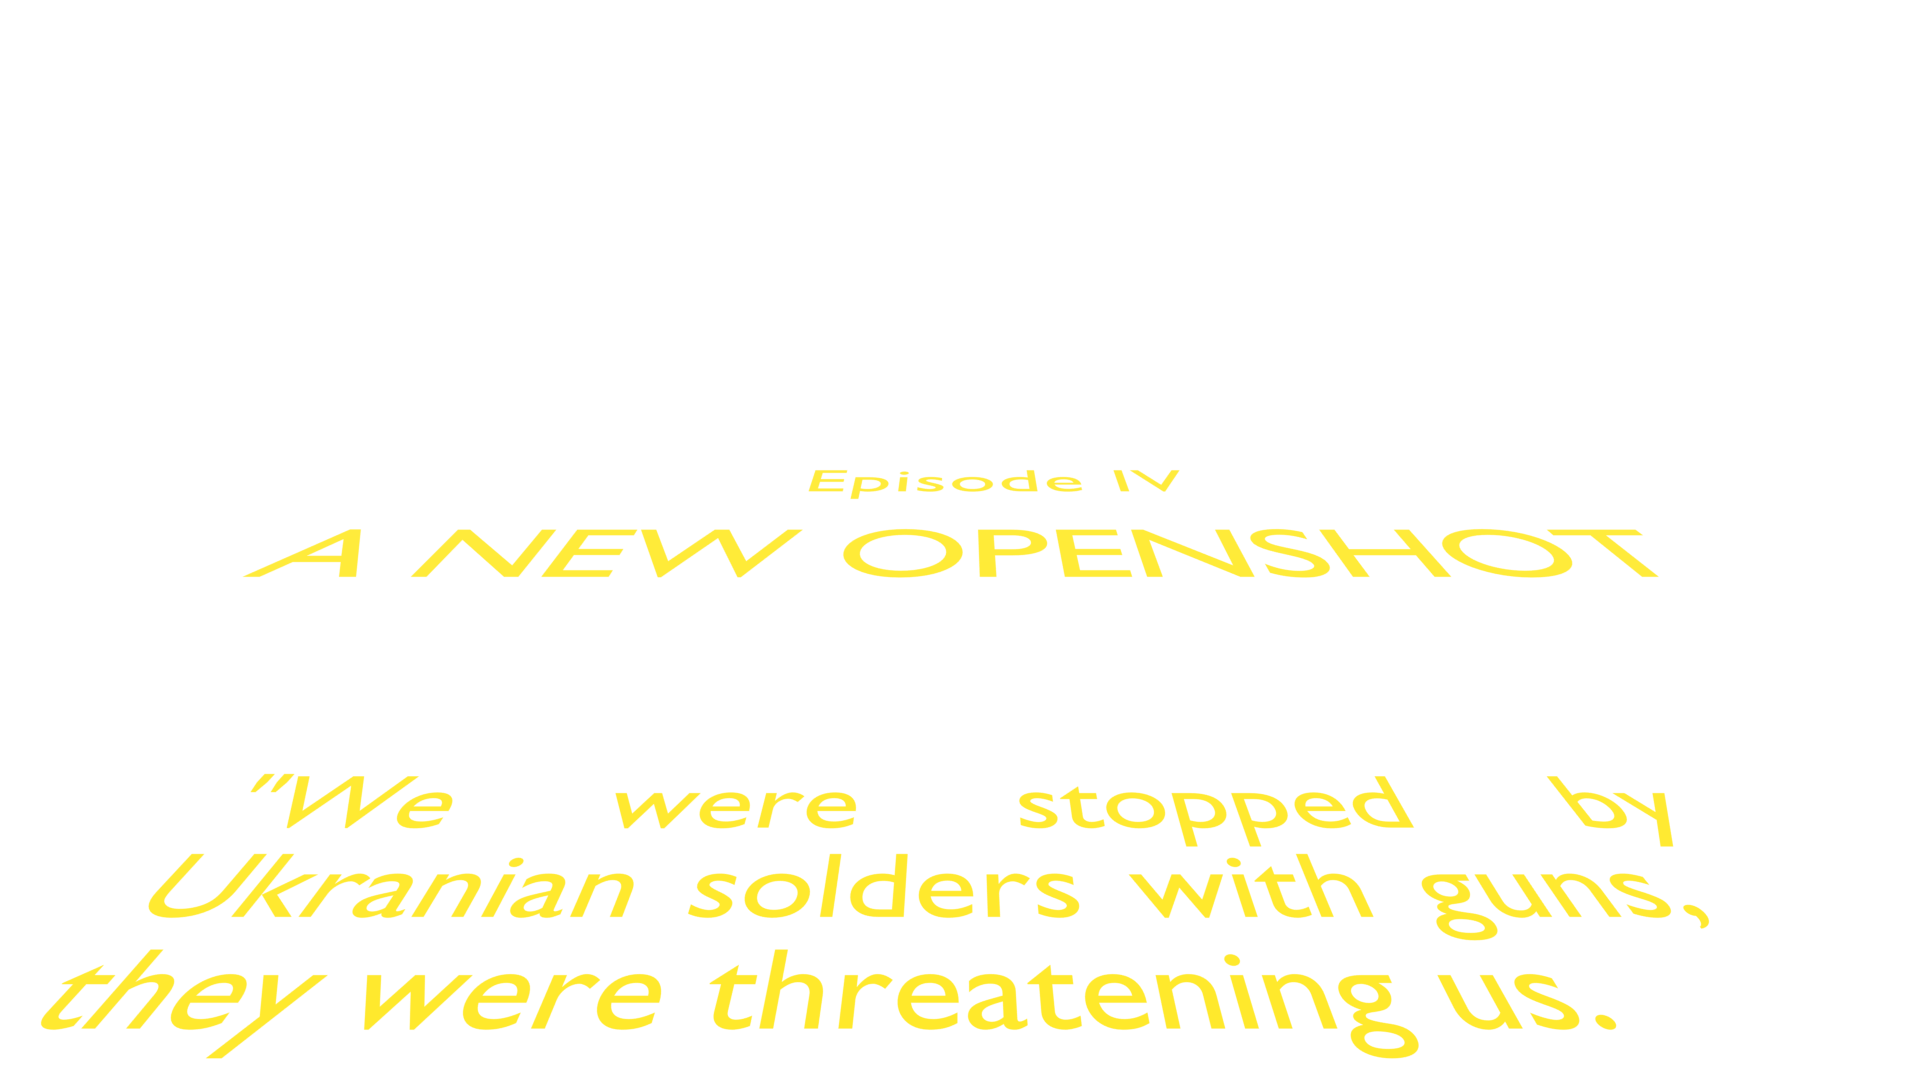 Episode IV
A NEW OPENSHOT
"We were stopped by
Ukranian solders with guns,
they were threatening us.